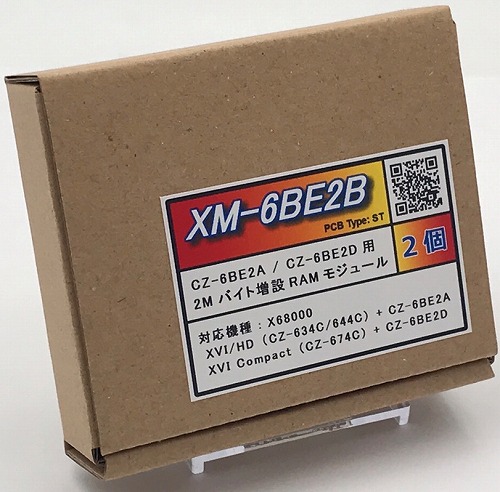 XM-6BE2B
PCB Type: ST
2個
CZ-6BE2A / CZ-6BE2D 用
2M バイト増設 RAM モジュール
対応機種：X68000
XVI/HD（CZ-634C/644C）+ CZ-6BE2A
XVI Compact（CZ-674C）+ CZ-6BE2D